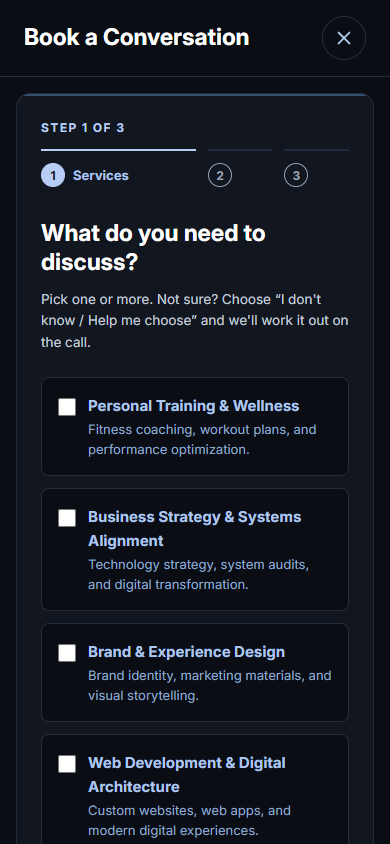 Book a Conversation
STEP 1 OF 3
1 Services 2 3
What do you need to
discuss?
Pick one or more. Not sure? Choose “I don't
know / Help me choose” and we'll work it out on
the call.
Personal Training & Wellness
Fitness coaching, workout plans, and
performance optimization.
Business Strategy & Systems
Alignment
Technology strategy, system audits,
and digital transformation.
Brand & Experience Design
Brand identity, marketing materials, and
visual storytelling.
Web Development & Digital
Architecture
Custom websites, web apps, and
modern digital experiences.